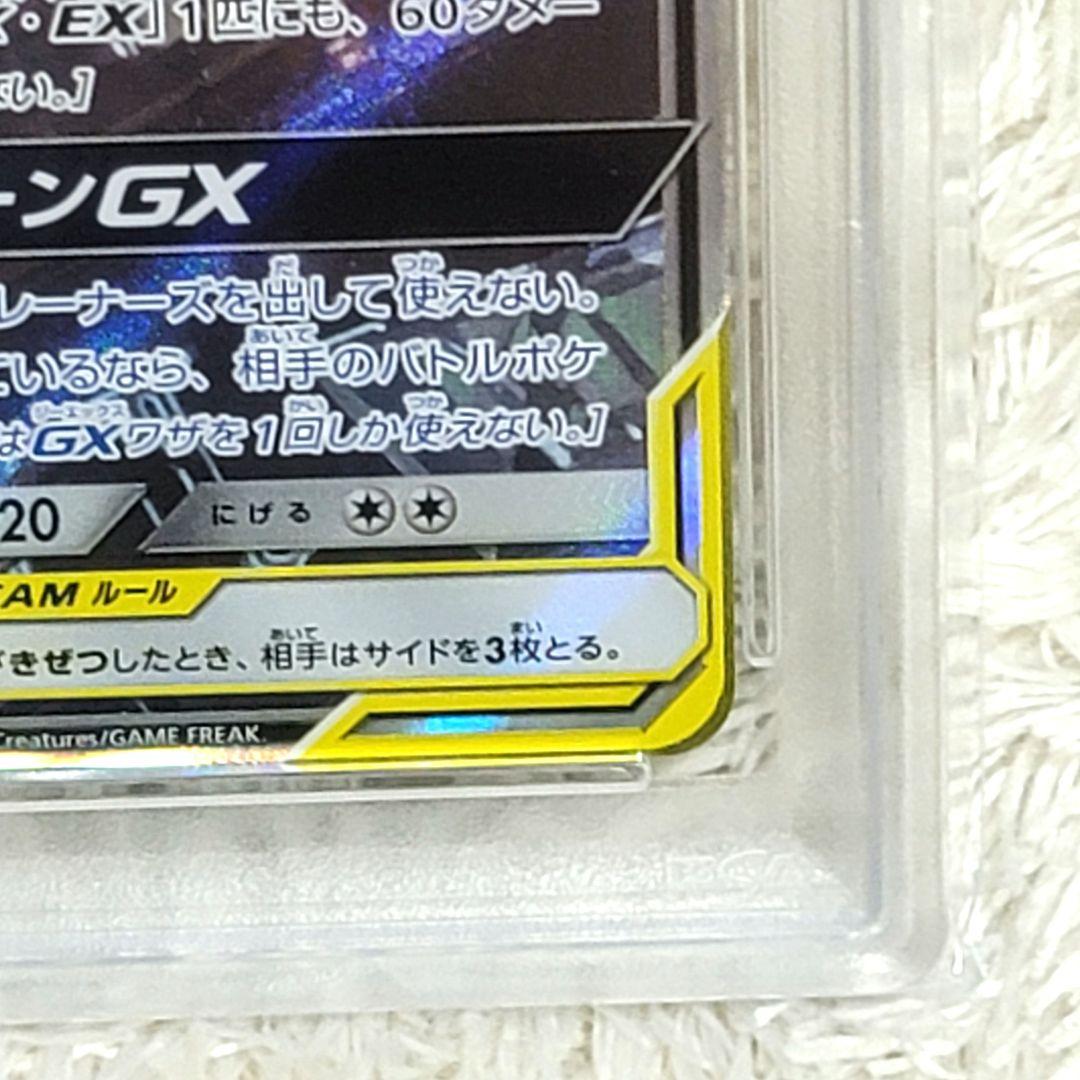 ・EX]1匹にも、60ダメー
ない。]
ーンGX
レーナーズを出して使えない。
ているなら、相手のバトルポケ
はGXワザを1回しか使えない。]
20 にげる
TEAM ルール
がきぜつしたとき、相手はサイドを3枚とる。
Creatures/GAME FREAK.
PSA